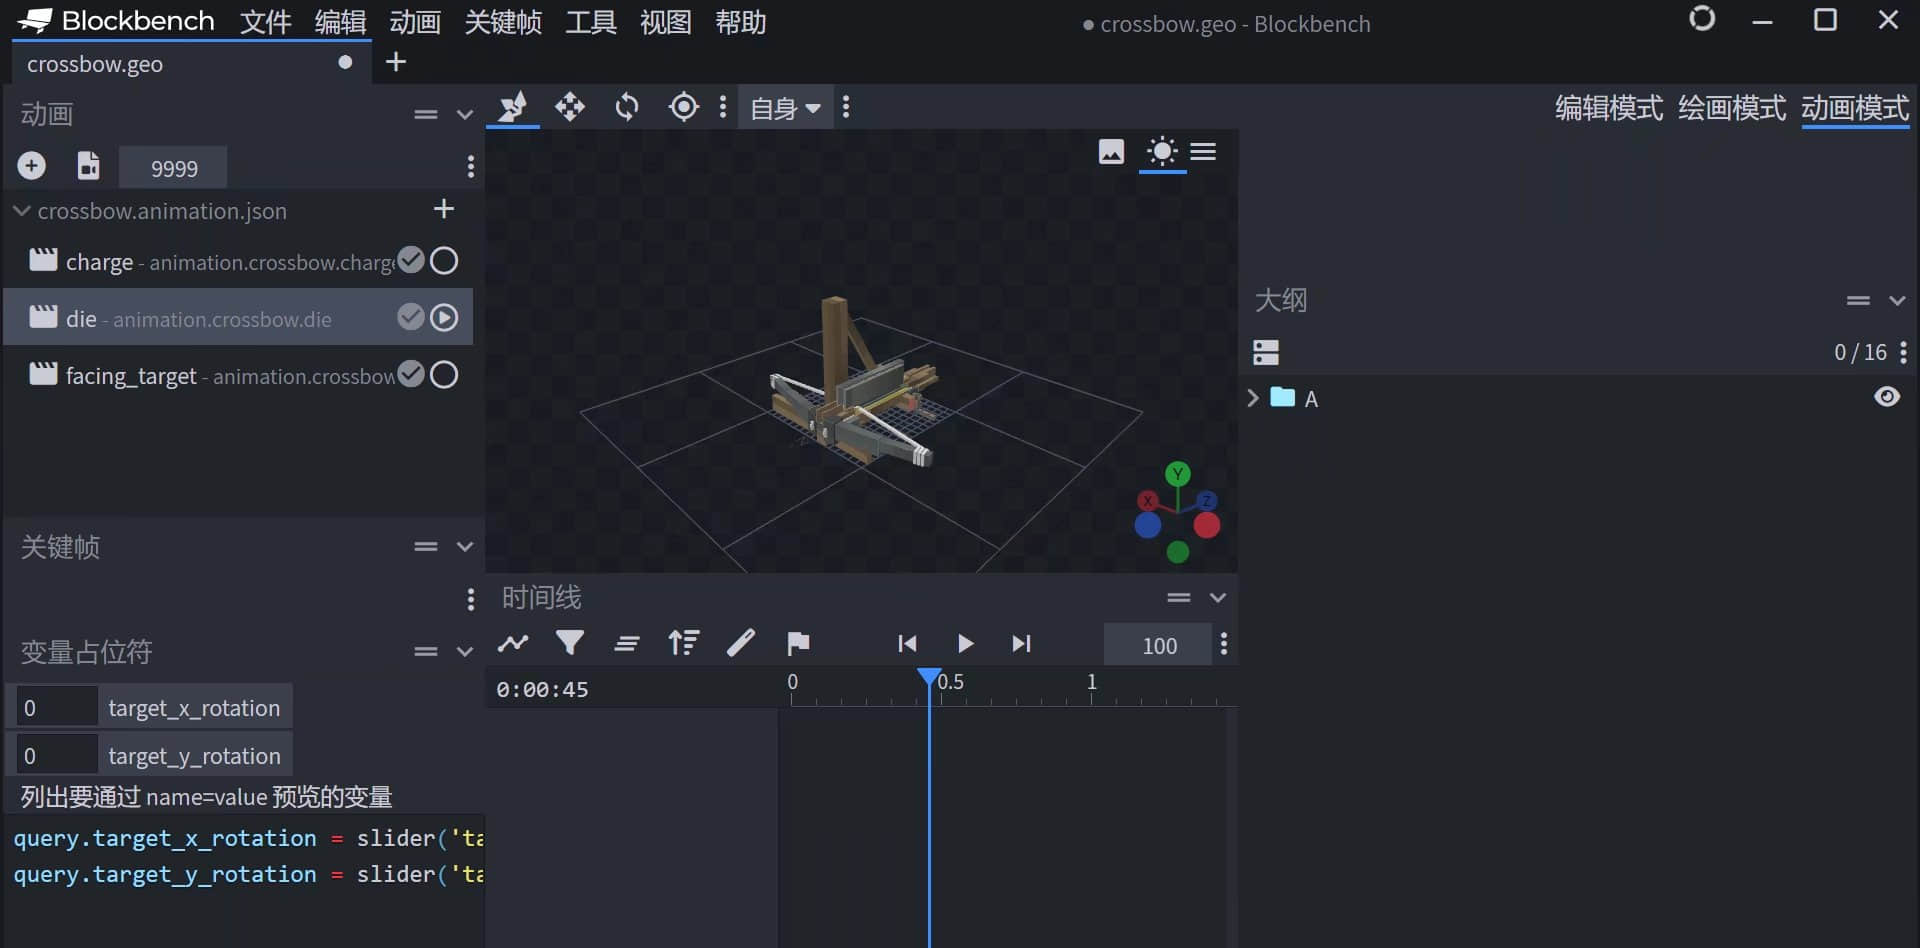 Blockbench 文件 编辑 动画 关键帧 工具 视图 帮助
● crossbow.geo - Blockbench
crossbow.geo
动画
9999
crossbow.animation.json
charge - animation.crossbow.charge
die - animation.crossbow.die
facing_target - animation.crossbow
关键帧
变量占位符
0 target_x_rotation
0 target_y_rotation
列出要通过 name=value 预览的变量
query.target_x_rotation = slider('ta
query.target_y_rotation = slider('ta
自身
Y
X
Z
时间线
100
0:00:45
0 0.5 1
编辑模式 绘画模式 动画模式
大纲
0 / 16
A